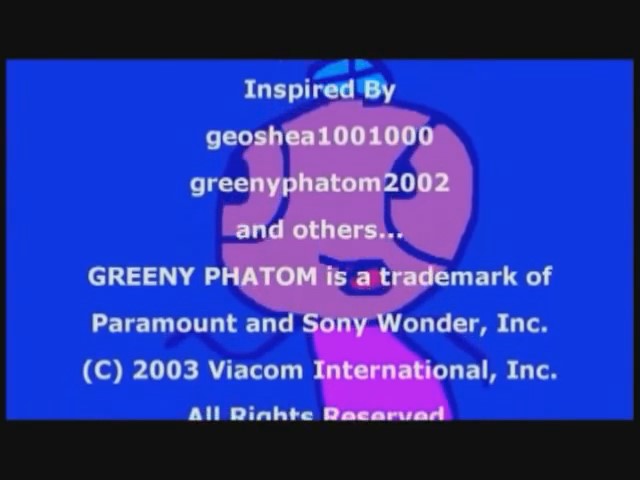 Inspired By
geoshea1001000
greenyphatom2002
and others...
GREENY PHATOM is a trademark of
Paramount and Sony Wonder, Inc.
(C) 2003 Viacom International, Inc.
All Rights Reserved